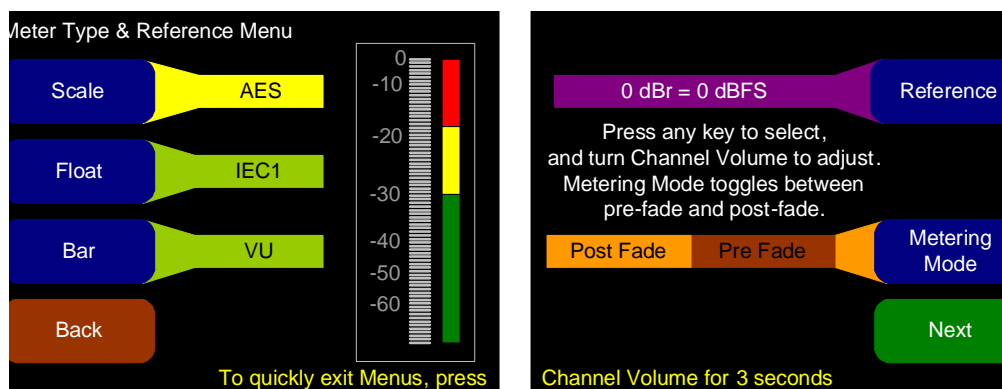 Meter Type & Reference Menu
Scale
AES
Float
IEC1
Bar
VU
Back
0
-10
-20
-30
-40
-50
-60
To quickly exit Menus, press
0 dBr = 0 dBFS
Reference
Press any key to select,
and turn Channel Volume to adjust.
Metering Mode toggles between
pre-fade and post-fade.
Post Fade
Pre Fade
Metering
Mode
Next
Channel Volume for 3 seconds